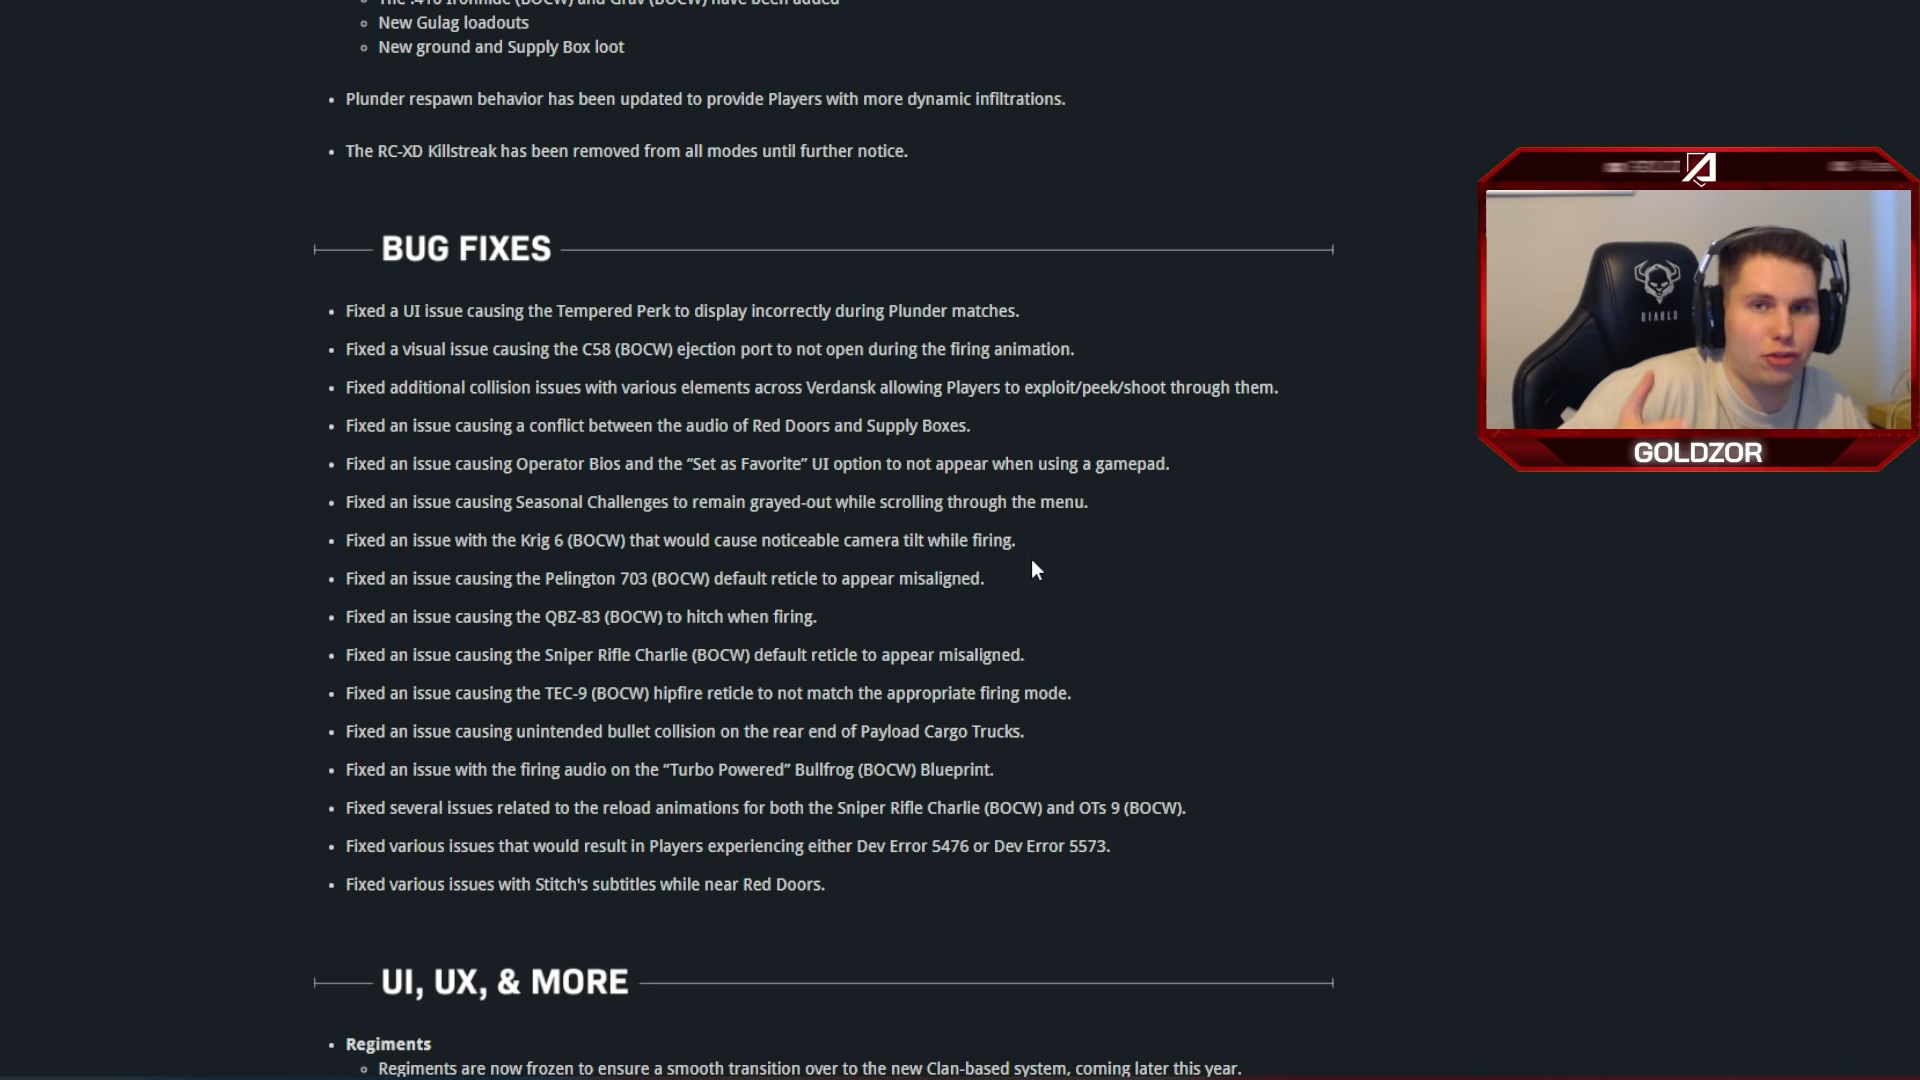 The .410 Ironhide (BOCW) and Grav (BOCW) have been added
New Gulag loadouts
New ground and Supply Box loot
Plunder respawn behavior has been updated to provide Players with more dynamic infiltrations.
The RC-XD Killstreak has been removed from all modes until further notice.
BUG FIXES
Fixed a UI issue causing the Tempered Perk to display incorrectly during Plunder matches.
Fixed a visual issue causing the C58 (BOCW) ejection port to not open during the firing animation.
Fixed additional collision issues with various elements across Verdansk allowing Players to exploit/peek/shoot through them.
Fixed an issue causing a conflict between the audio of Red Doors and Supply Boxes.
Fixed an issue causing Operator Bios and the “Set as Favorite” UI option to not appear when using a gamepad.
Fixed an issue causing Seasonal Challenges to remain grayed-out while scrolling through the menu.
Fixed an issue with the Krig 6 (BOCW) that would cause noticeable camera tilt while firing.
Fixed an issue causing the Pelington 703 (BOCW) default reticle to appear misaligned.
Fixed an issue causing the QBZ-83 (BOCW) to hitch when firing.
Fixed an issue causing the Sniper Rifle Charlie (BOCW) default reticle to appear misaligned.
Fixed an issue causing the TEC-9 (BOCW) hipfire reticle to not match the appropriate firing mode.
Fixed an issue causing unintended bullet collision on the rear end of Payload Cargo Trucks.
Fixed an issue with the firing audio on the “Turbo Powered” Bullfrog (BOCW) Blueprint.
Fixed several issues related to the reload animations for both the Sniper Rifle Charlie (BOCW) and OTs 9 (BOCW).
Fixed various issues that would result in Players experiencing either Dev Error 5476 or Dev Error 5573.
Fixed various issues with Stitch's subtitles while near Red Doors.
UI, UX, & MORE
Regiments
Regiments are now frozen to ensure a smooth transition over to the new Clan-based system, coming later this year.
DIABLO
GOLDZOR